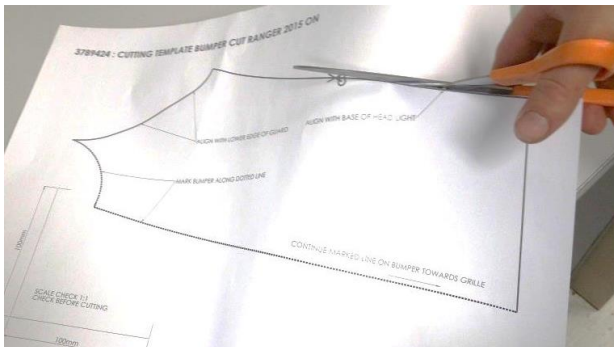 3789424 : CUTTING TEMPLATE BUMPER CUT RANGER 2015 ON
ALIGN WITH LOWER EDGE OF GUARD
ALIGN WITH BASE OF HEAD LIGHT
MARK BUMPER ALONG DOTTED LINE
CONTINUE MARKED LINE ON BUMPER TOWARDS GRILLE
100mm
SCALE CHECK 1:1
CHECK BEFORE CUTTING
100mm